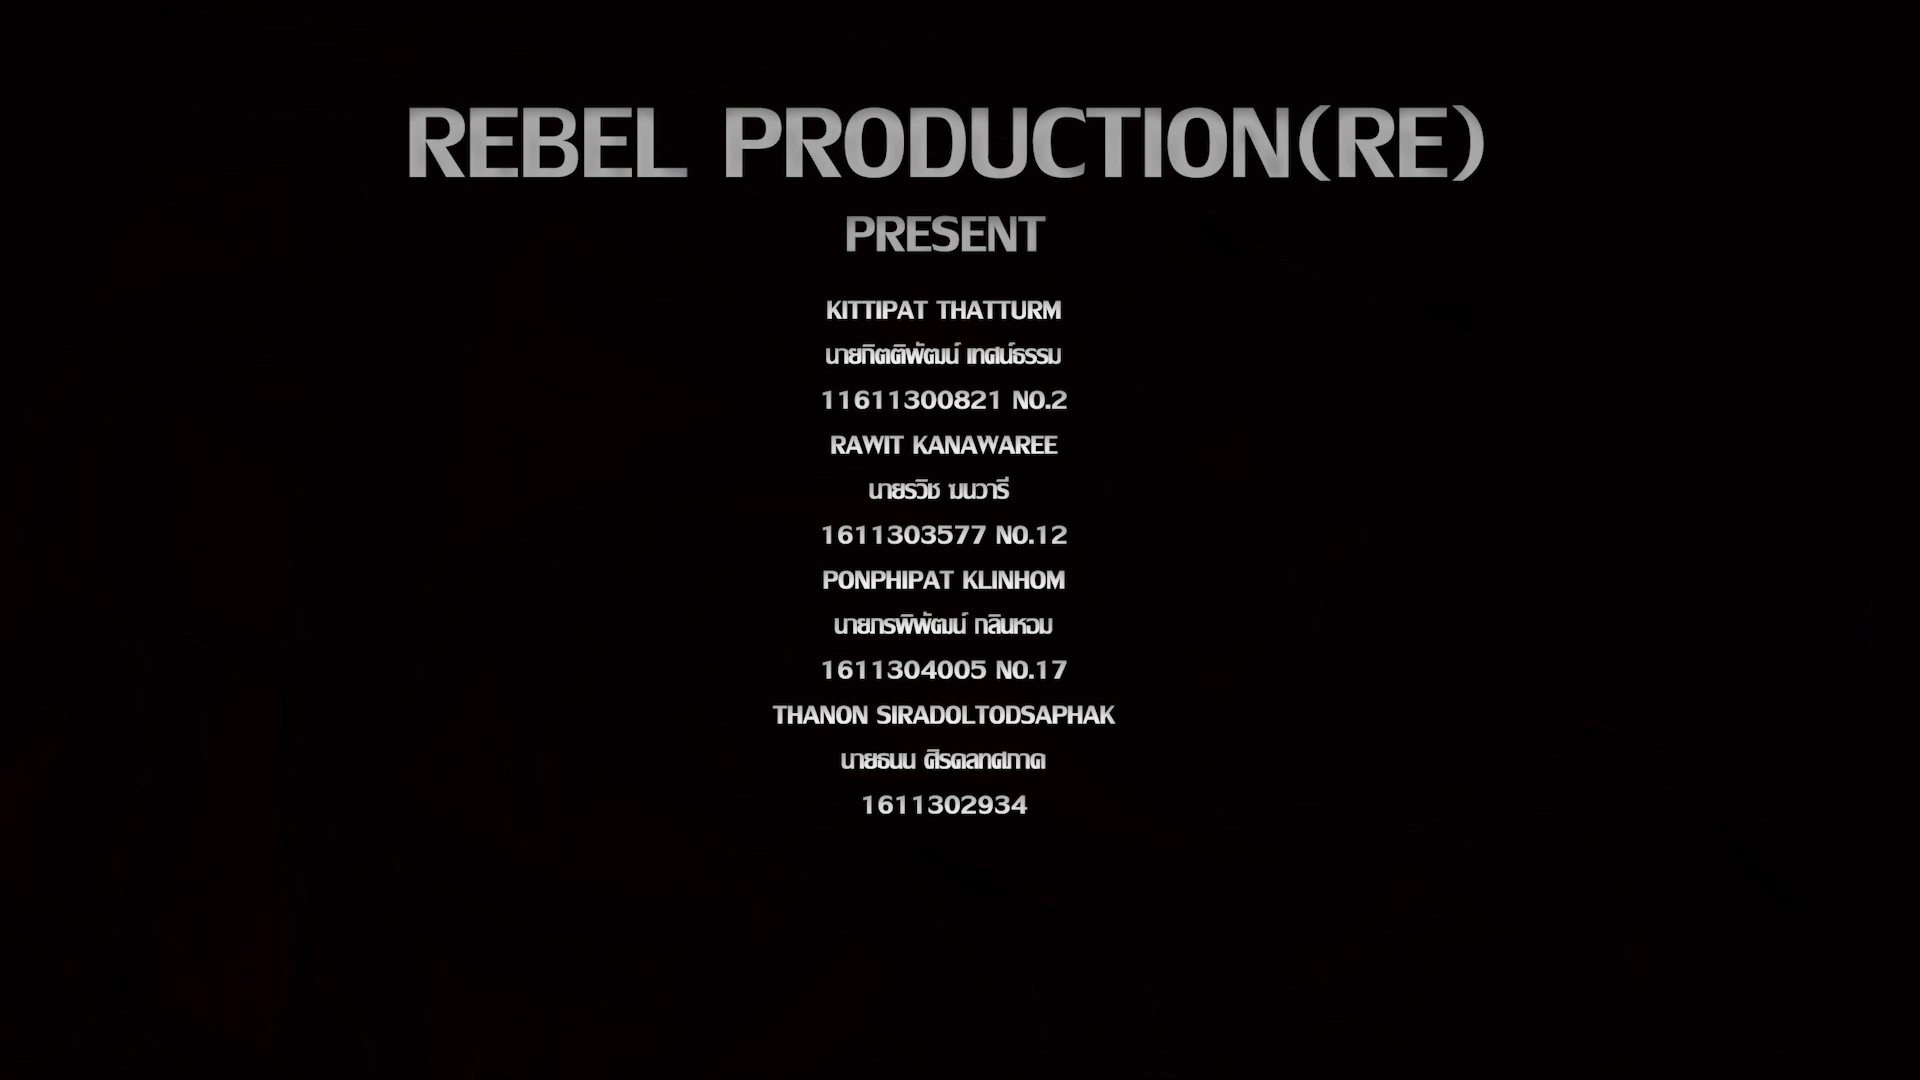 REBEL PRODUCTION(RE)
PRESENT
KITTIPAT THATTURM
นายกิตติพัฒน์ เทศน์ธรรม
11611300821 NO.2
RAWIT KANAWAREE
นายรวิช ฆนวารี
1611303577 NO.12
PONPHIPAT KLINHOM
นายภรพิพัฒน์ กลิ่นหอม
1611304005 NO.17
THANON SIRADOLTODSAPHAK
นายธนน ศิรดลทศภาค
1611302934